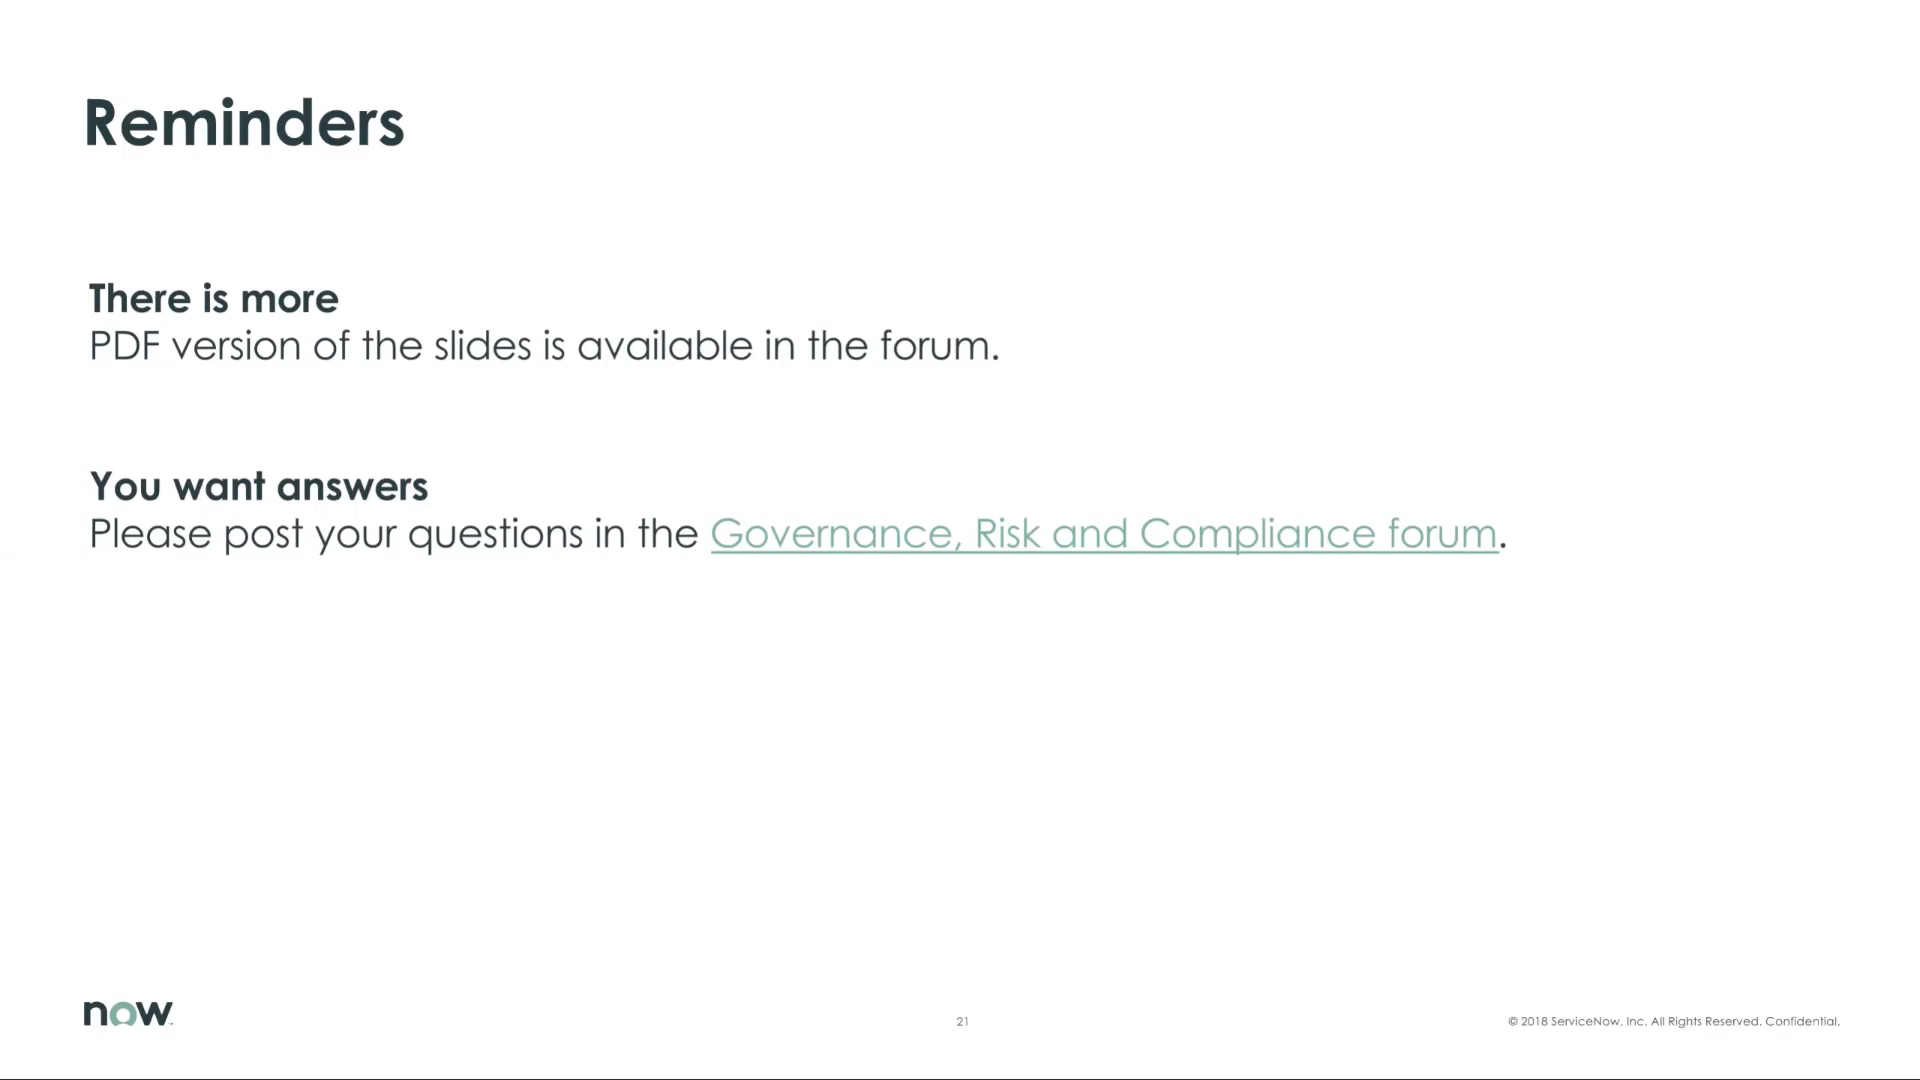 Reminders
There is more
PDF version of the slides is available in the forum.
You want answers
Please post your questions in the Governance, Risk and Compliance forum.
now
21
© 2018 ServiceNow, Inc. All Rights Reserved. Confidential.